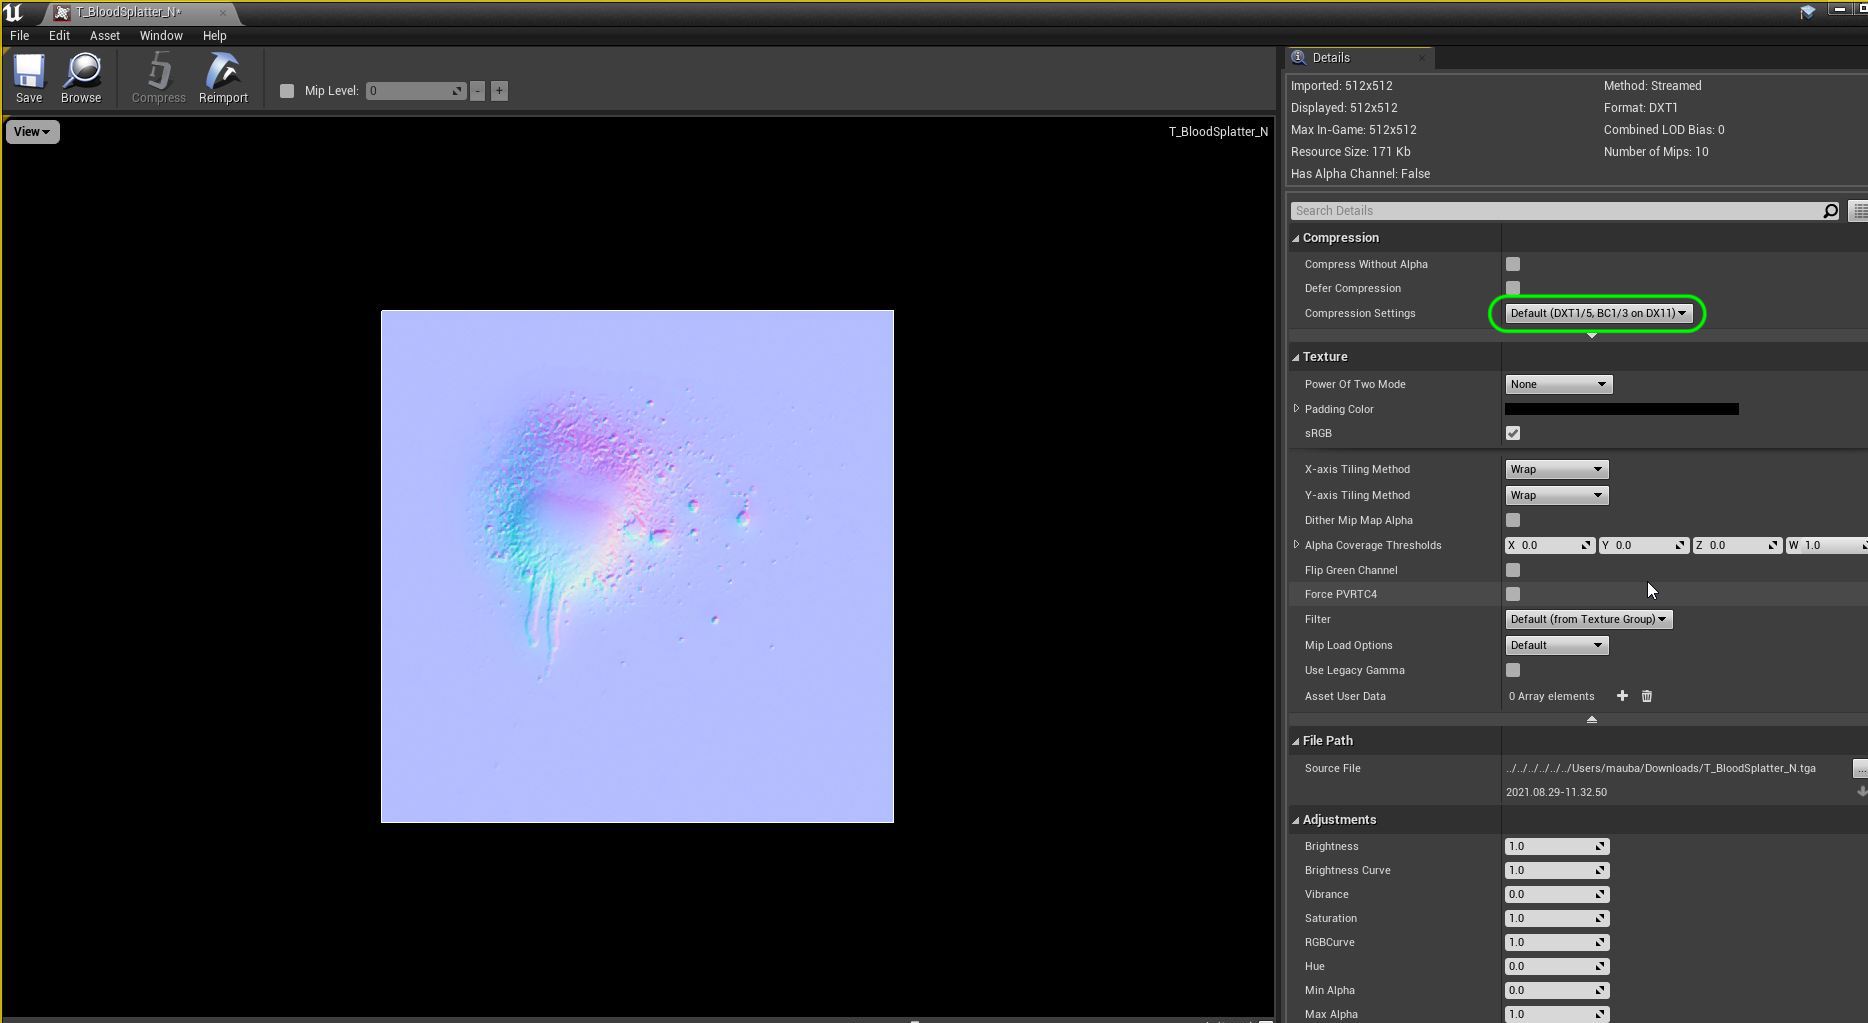 T_BloodSplatter_N*
File Edit Asset Window Help
Save Browse Compress Reimport Mip Level: 0 - +
View
T_BloodSplatter_N
Details
Imported: 512x512 Method: Streamed
Displayed: 512x512 Format: DXT1
Max In-Game: 512x512 Combined LOD Bias: 0
Resource Size: 171 Kb Number of Mips: 10
Has Alpha Channel: False
Search Details
Compression
Compress Without Alpha
Defer Compression
Compression Settings Default (DXT1/5, BC1/3 on DX11)
Texture
Power Of Two Mode None
Padding Color
sRGB
X-axis Tiling Method Wrap
Y-axis Tiling Method Wrap
Dither Mip Map Alpha
Alpha Coverage Thresholds X 0.0 Y 0.0 Z 0.0 W 1.0
Flip Green Channel
Force PVRTC4
Filter Default (from Texture Group)
Mip Load Options Default
Use Legacy Gamma
Asset User Data 0 Array elements
File Path
Source File ../../../../../../Users/mauba/Downloads/T_BloodSplatter_N.tga
2021.08.29-11.32.50
Adjustments
Brightness 1.0
Brightness Curve 1.0
Vibrance 0.0
Saturation 1.0
RGBCurve 1.0
Hue 0.0
Min Alpha 0.0
Max Alpha 1.0